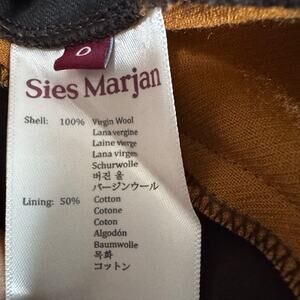 0
Sies Marjan
Shell: 100% Virgin Wool
Lana vergine
Laine vierge
Lana virges
Schurwolle
버진 울
バージンウール
Lining: 50% Cotton
Cotone
Coton
Algodón
Baumwolle
목화
コットン